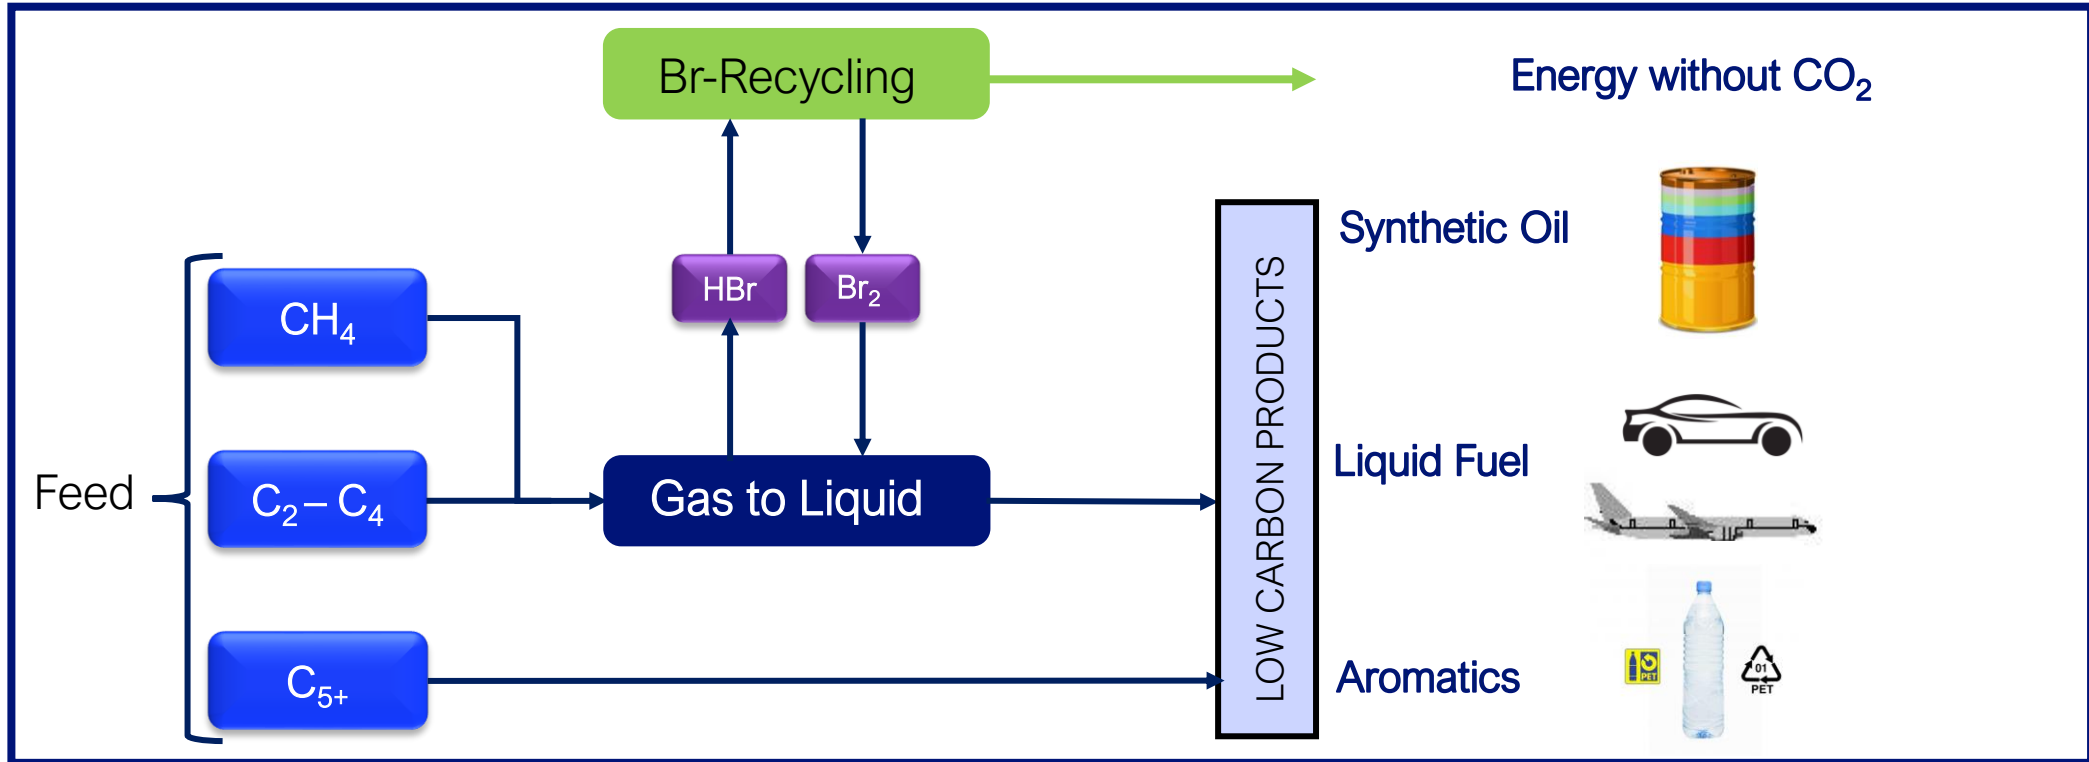 Br-Recycling
Energy without CO₂
Synthetic Oil
HBr
Br₂
CH₄
LOW CARBON PRODUCTS
Liquid Fuel
Feed
C₂ – C₄
Gas to Liquid
C₅₊
Aromatics
PET
01
PET